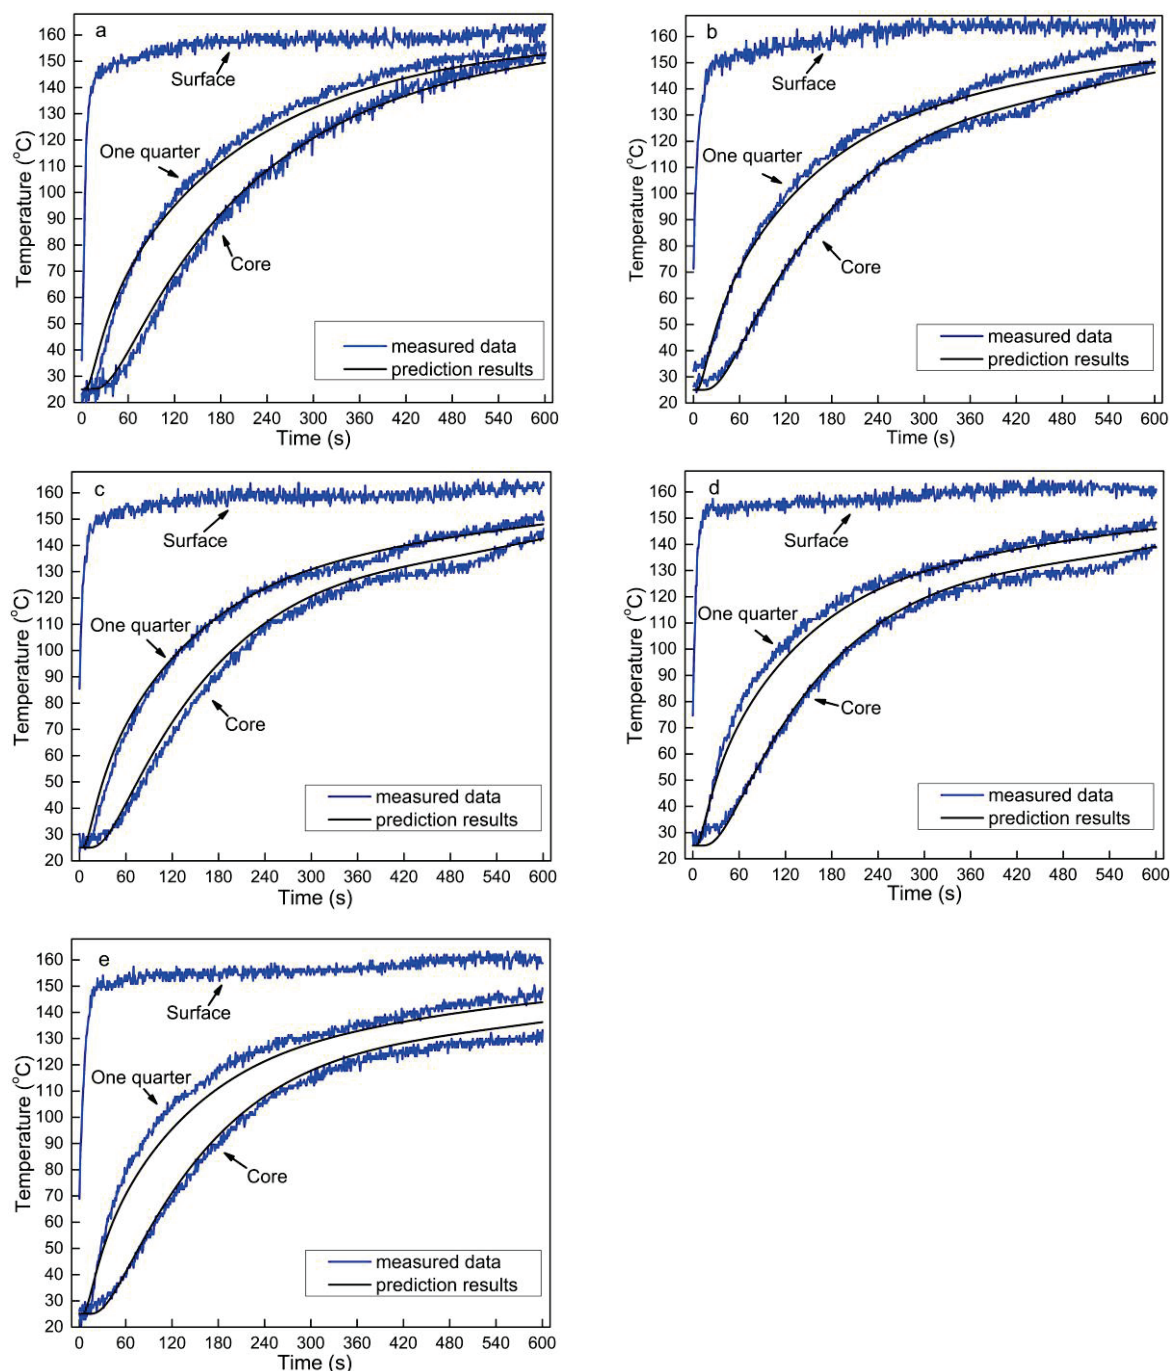 a
160
150
140
130
120
110
100
90
80
70
60
50
40
30
20
Temperature (°C)
Surface
One quarter
Core
measured data
prediction results
0 60 120 180 240 300 360 420 480 540 600
Time (s)
b
160
150
140
130
120
110
100
90
80
70
60
50
40
30
20
Temperature (°C)
Surface
One quarter
Core
measured data
prediction results
0 60 120 180 240 300 360 420 480 540 600
Time (s)
c
160
150
140
130
120
110
100
90
80
70
60
50
40
30
20
Temperature (°C)
Surface
One quarter
Core
measured data
prediction results
0 60 120 180 240 300 360 420 480 540 600
Time (s)
d
160
150
140
130
120
110
100
90
80
70
60
50
40
30
20
Temperature (°C)
Surface
One quarter
Core
measured data
prediction results
0 60 120 180 240 300 360 420 480 540 600
Time (s)
e
160
150
140
130
120
110
100
90
80
70
60
50
40
30
20
Temperature (°C)
Surface
One quarter
Core
measured data
prediction results
0 60 120 180 240 300 360 420 480 540 600
Time (s)